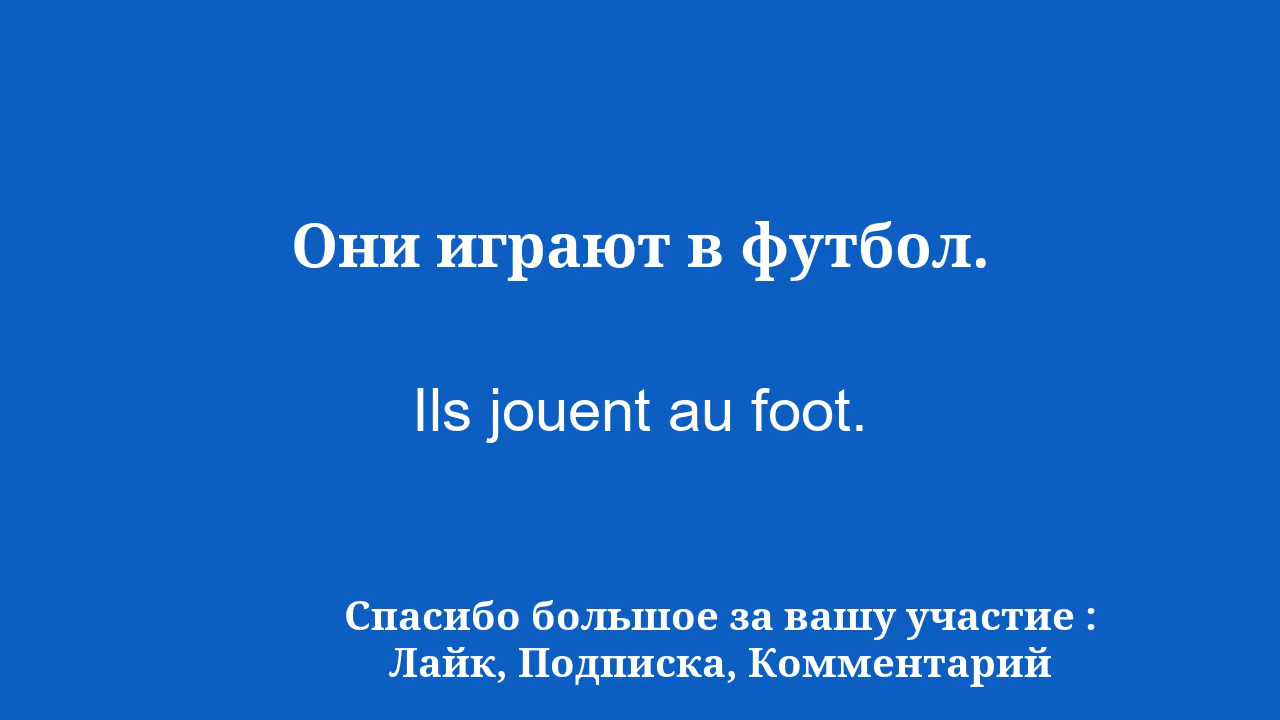 Они играют в футбол.
Ils jouent au foot.
Спасибо большое за вашу участие :
Лайк, Подписка, Комментарий